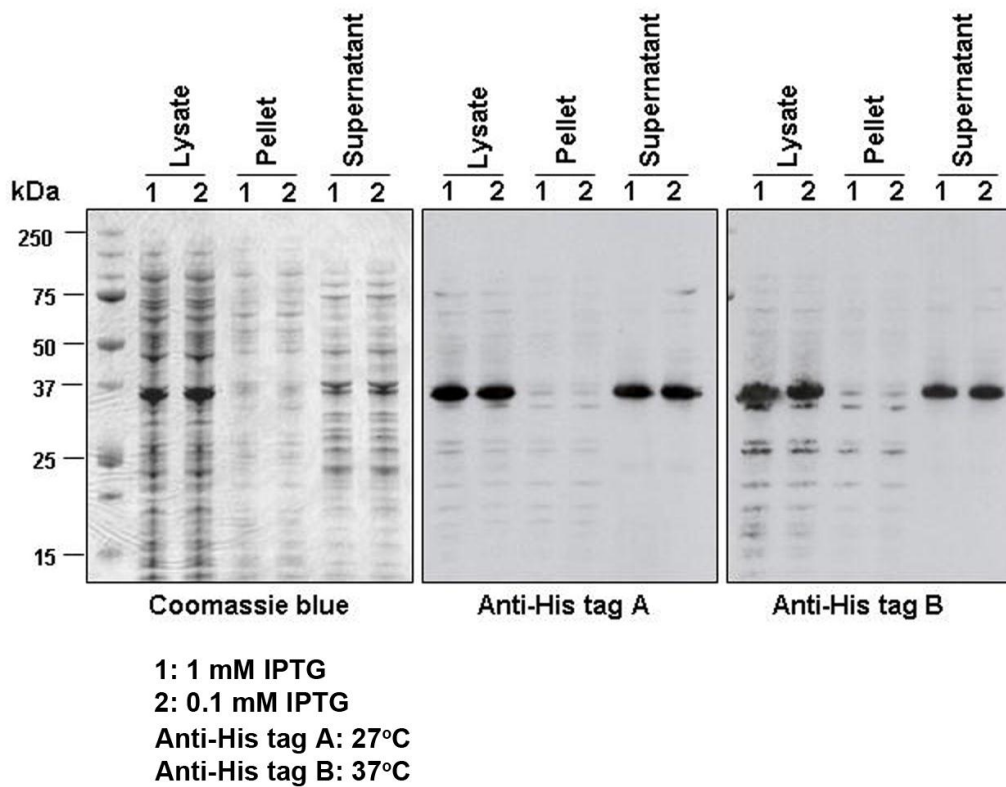 Lysate Pellet Supernatant Lysate Pellet Supernatant Lysate Pellet Supernatant
kDa 1 2 1 2 1 2 1 2 1 2 1 2 1 2 1 2 1 2
250
75
50
37
25
15
Coomassie blue Anti-His tag A Anti-His tag B
1: 1 mM IPTG
2: 0.1 mM IPTG
Anti-His tag A: 27°C
Anti-His tag B: 37°C